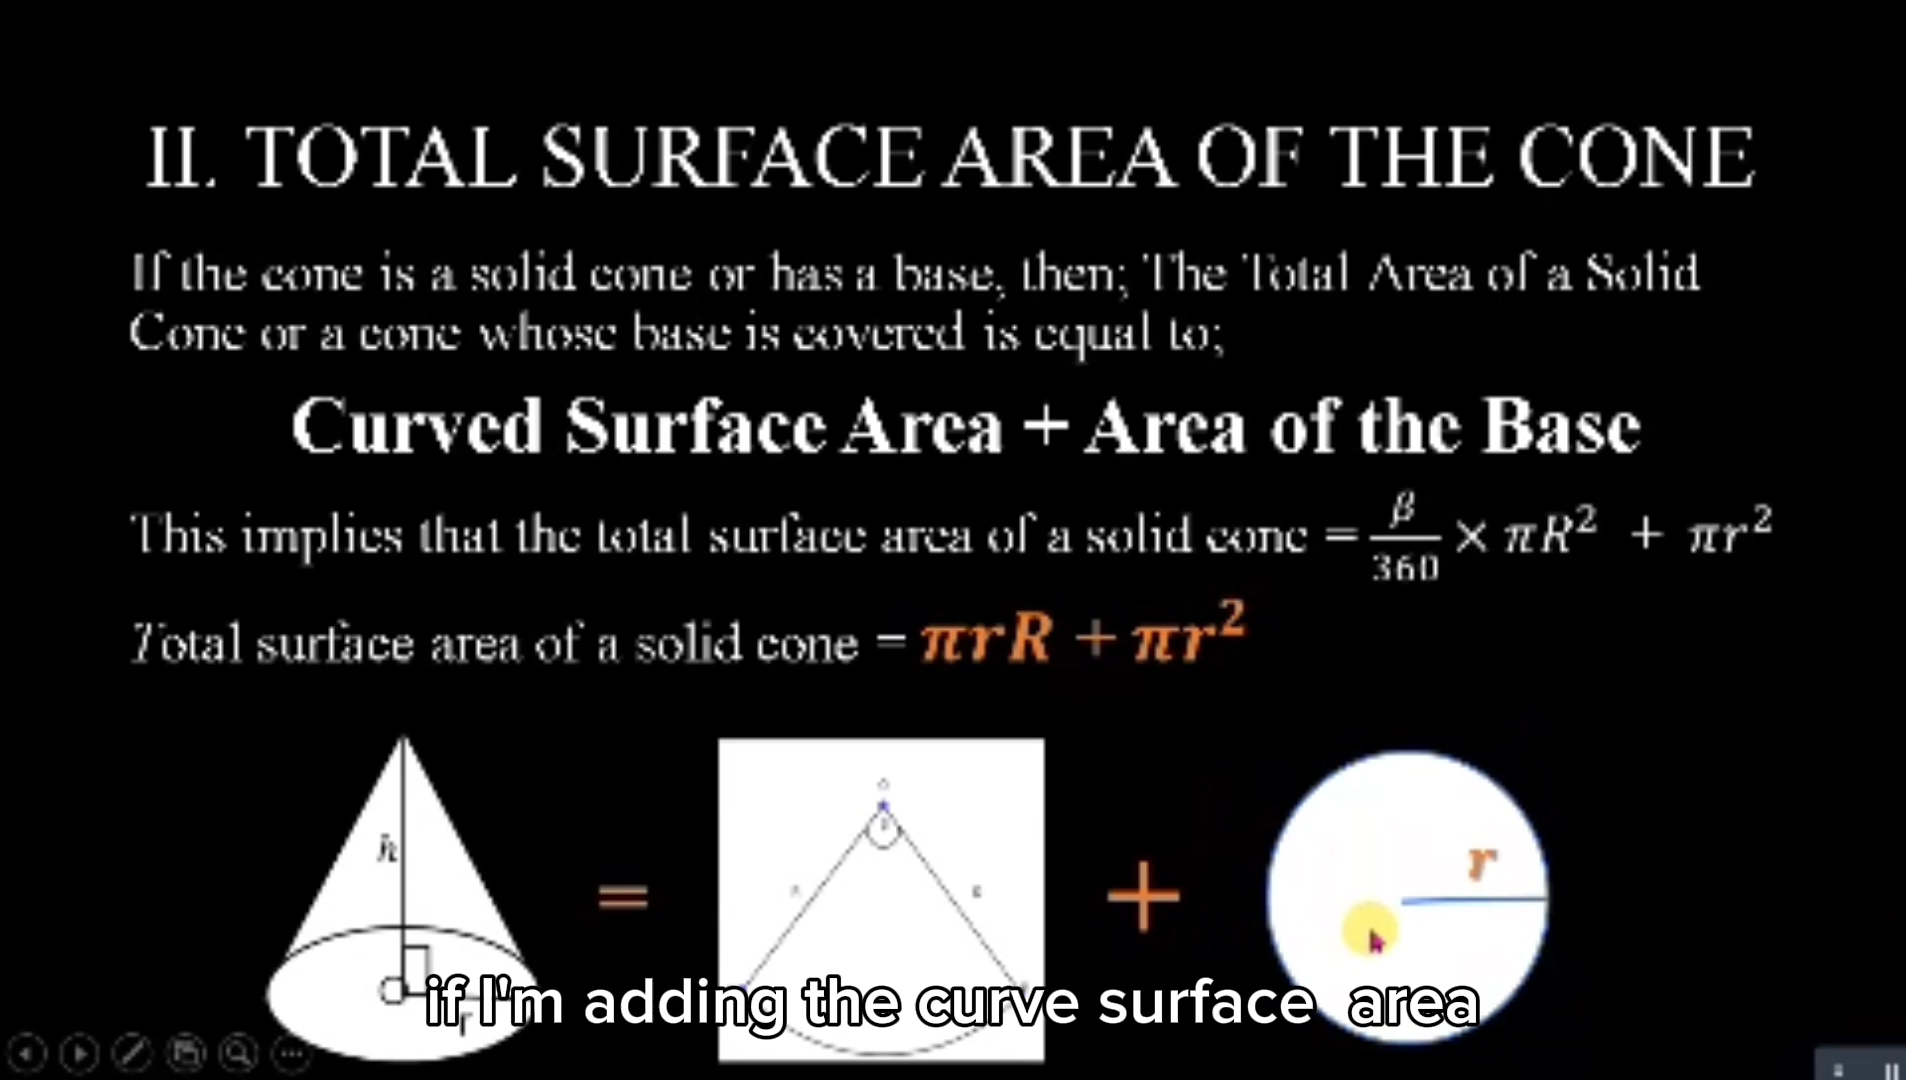 II. TOTAL SURFACE AREA OF THE CONE
If the cone is a solid cone or has a base, then; The Total Area of a Solid
Cone or a cone whose base is covered is equal to;
Curved Surface Area + Area of the Base
This implies that the total surface area of a solid cone = β/360 × πR² + πr²
Total surface area of a solid cone = πrR + πr²
h
r
=
+
r
if I'm adding the curve surface area